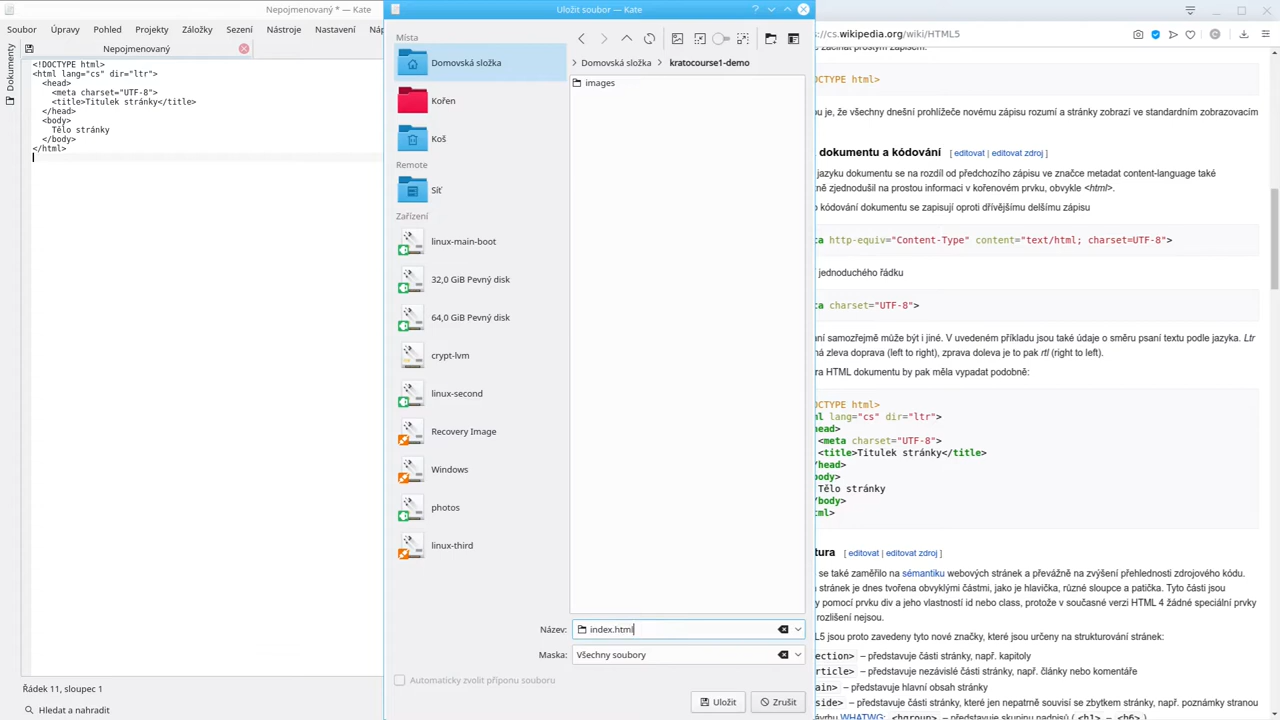 Nepojmenovaný * — Kate
Soubor Úpravy Pohled Projekty Záložky Sezení Nástroje Nastavení
Dokumenty
Nepojmenovaný
<!DOCTYPE html>
<html lang="cs" dir="ltr">
<head>
<meta charset="UTF-8">
<title>Titulek stránky</title>
</head>
<body>
Tělo stránky
</body>
</html>
Řádek 11, sloupec 1
Hledat a nahradit
Uložit soubor — Kate
Místa
Domovská složka
Kořen
Koš
Remote
Síť
Zařízení
linux-main-boot
32,0 GiB Pevný disk
64,0 GiB Pevný disk
crypt-lvm
linux-second
Recovery Image
Windows
photos
linux-third
Domovská složka > kratocourse1-demo
images
Název: index.html
Maska: Všechny soubory
Automaticky zvolit příponu souboru
Uložit Zrušit
://cs.wikipedia.org/wiki/HTML5
začínat prostým zápisem:
OCTYPE html>
ou je, že všechny dnešní prohlížeče novému zápisu rozumí a stránky zobrazí ve standardním zobrazovacím
dokumentu a kódování [ editovat | editovat zdroj ]
jazyku dokumentu se na rozdíl od předchozího zápisu ve značce metadat content-language také
tně zjednodušil na prostou informaci v kořenovém prvku, obvykle <html>.
o kódování dokumentu se zapisují oproti dřívějšímu delšímu zápisu
ta http-equiv="Content-Type" content="text/html; charset=UTF-8">
jednoduchého řádku
ta charset="UTF-8">
ní samozřejmě může být i jiné. V uvedeném příkladu jsou také údaje o směru psaní textu podle jazyka. Ltr
ná zleva doprava (left to right), zprava doleva je to pak rtl (right to left).
ra HTML dokumentu by pak měla vypadat podobně:
OCTYPE html>
ml lang="cs" dir="ltr">
head>
<meta charset="UTF-8">
<title>Titulek stránky</title>
/head>
body>
Tělo stránky
/body>
tml>
tura [ editovat | editovat zdroj ]
se také zaměřilo na sémantiku webových stránek a převážně na zvýšení přehlednosti zdrojového kódu.
stránek je dnes tvořena obvyklými částmi, jako je hlavička, různé sloupce a patička. Tyto části jsou
y pomocí prvku div a jeho vlastností id nebo class, protože v současné verzi HTML 4 žádné speciální prvky
rozlišení nejsou.
L5 jsou proto zavedeny tyto nové značky, které jsou určeny na strukturování stránek:
ection> – představuje části stránky, např. kapitoly
rticle> – představuje nezávislé části stránky, např. články nebo komentáře
ain> – představuje hlavní obsah stránky
side> – představuje části stránky, které jen nepatrně souvisí se zbytkem stránky, např. poznámky stranou
ávrhu WHATWG: <hgroup> – představuje skupinu nadpisů ( <h1> – <h6> )